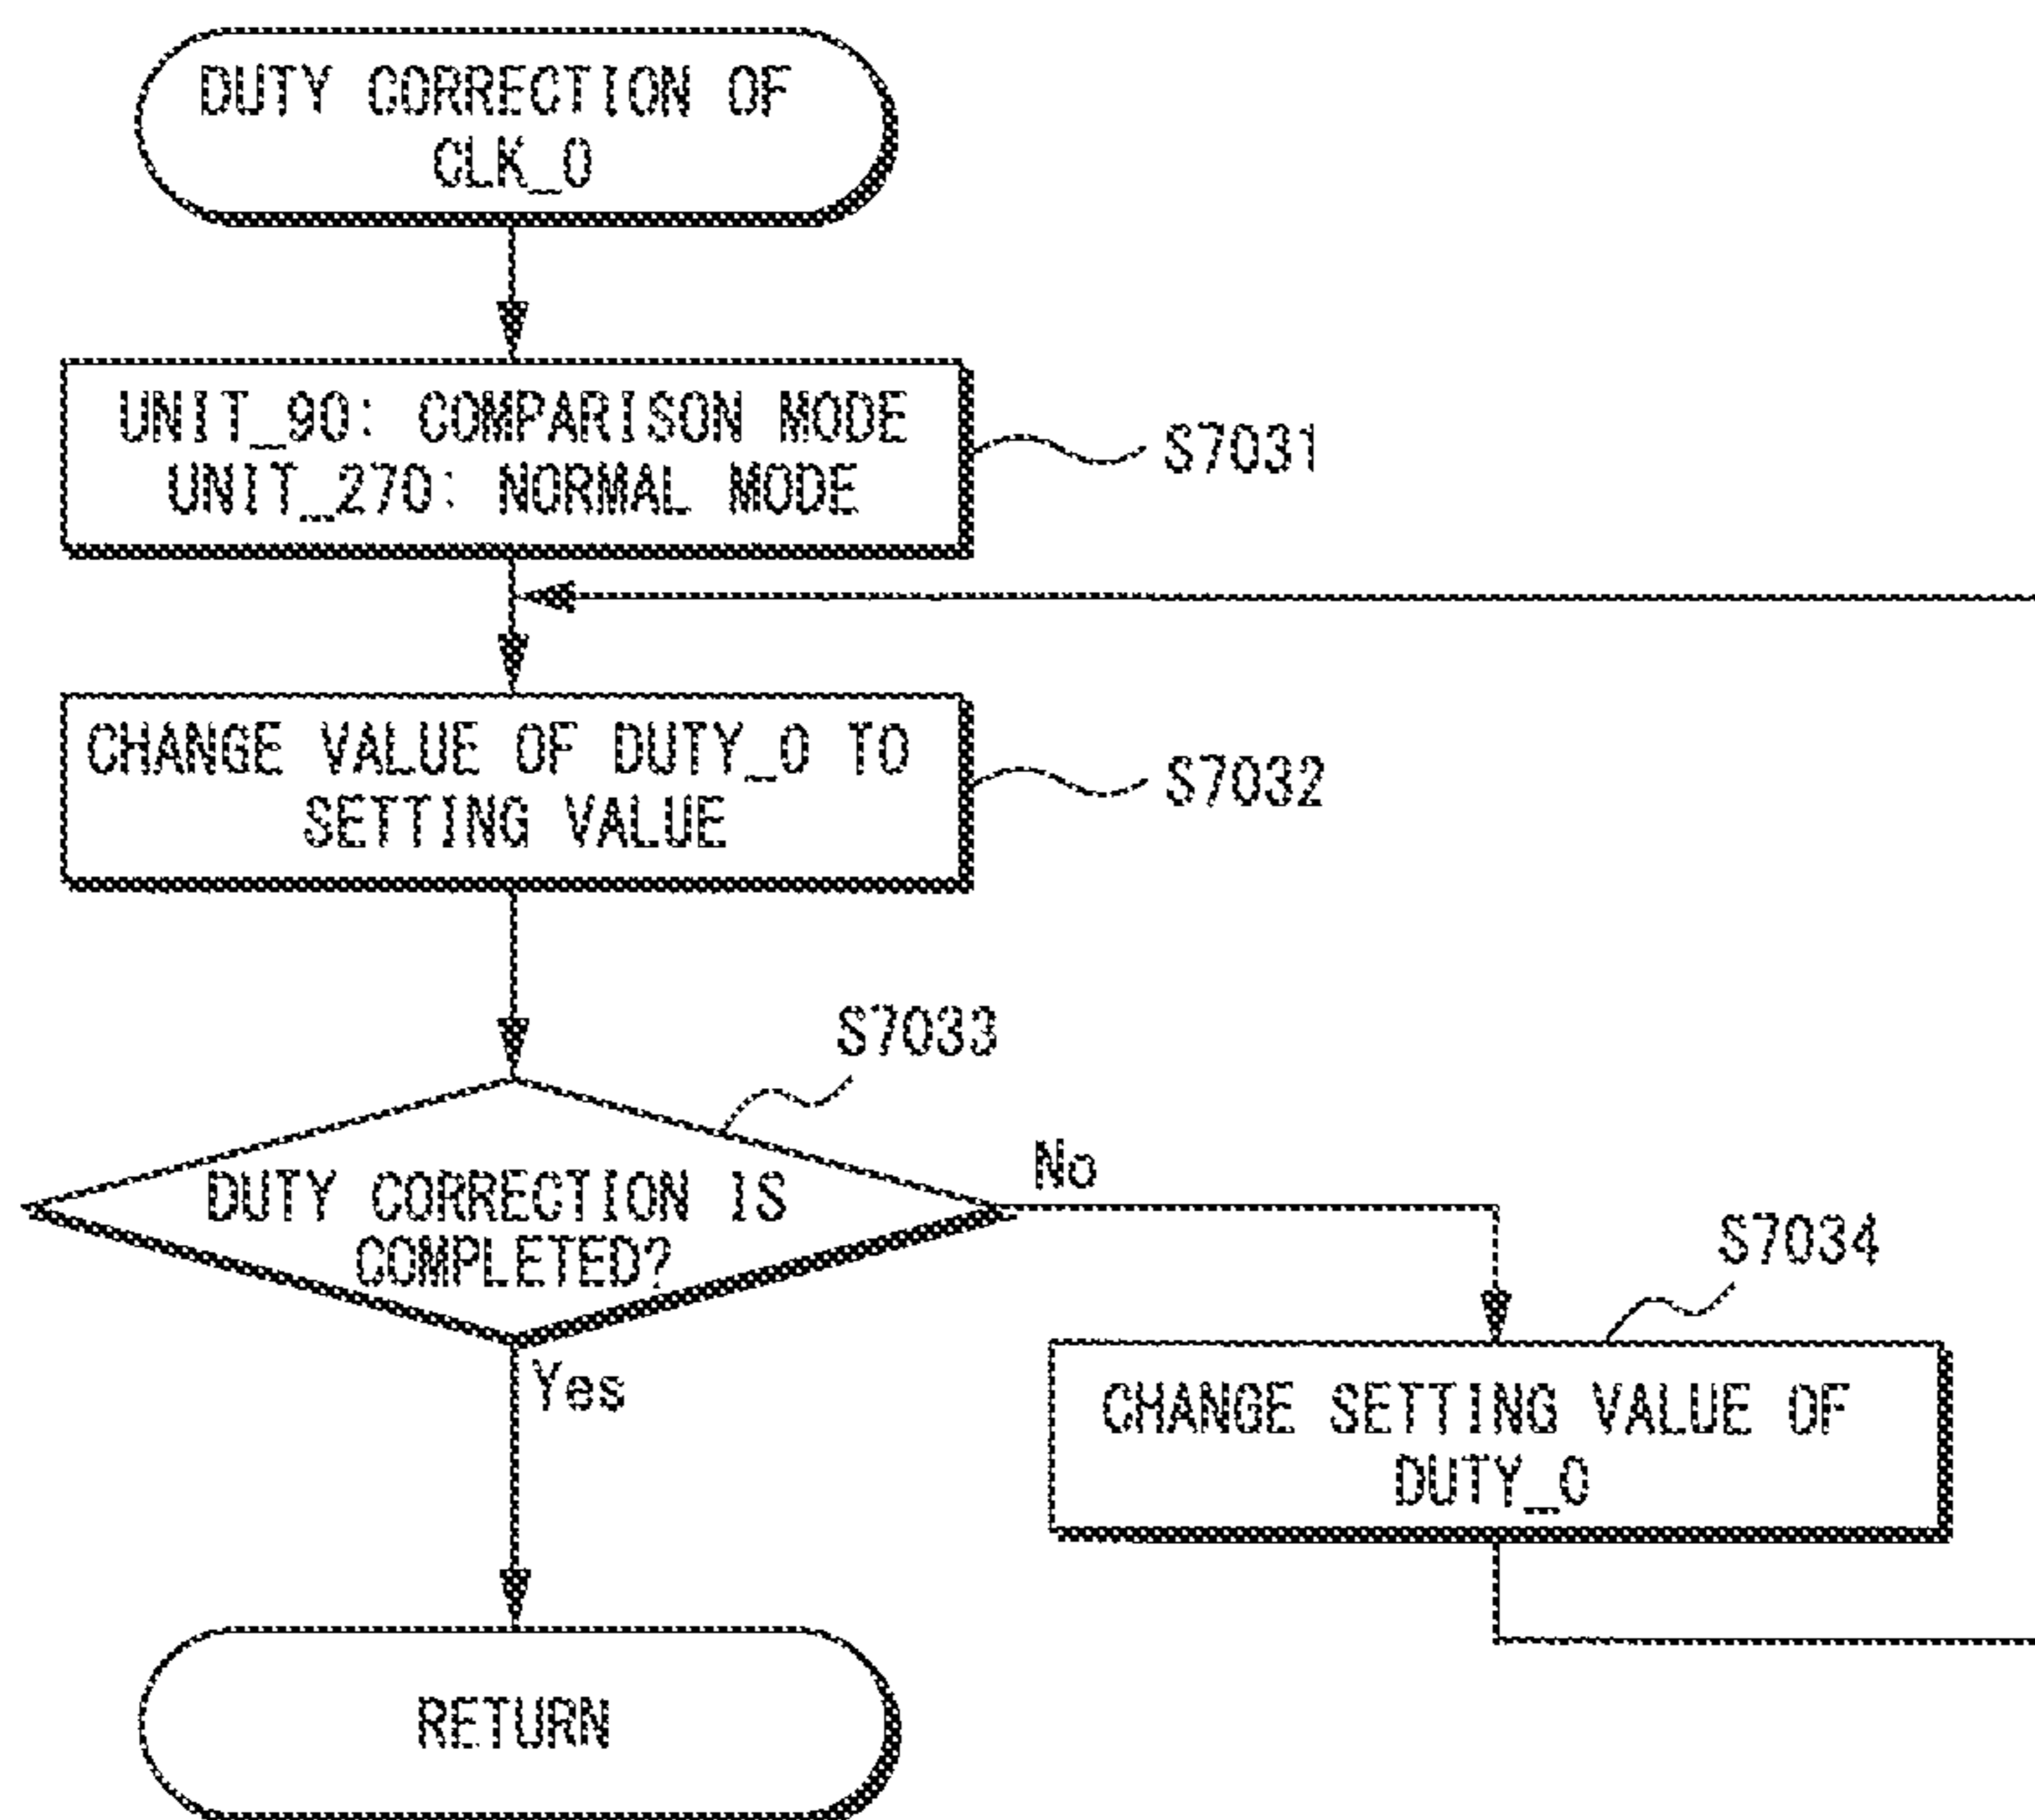 DUTY CORRECTION OF
CLK_0
UNIT_90: COMPARISON MODE
UNIT_270: NORMAL MODE
S7031
CHANGE VALUE OF DUTY_0 TO
SETTING VALUE
S7032
S7033
DUTY CORRECTION IS
COMPLETED?
No
Yes
S7034
CHANGE SETTING VALUE OF
DUTY_0
RETURN